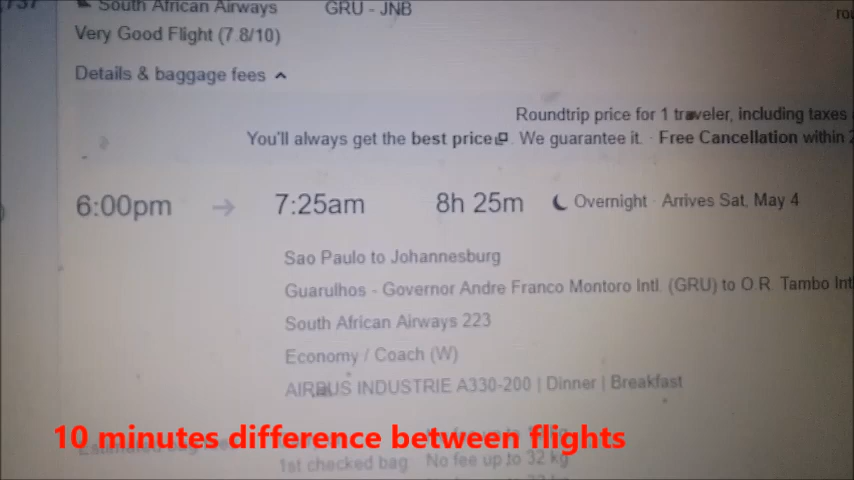 ,737
South African Airways GRU - JNB
Very Good Flight (7.8/10)
Details & baggage fees
Roundtrip price for 1 traveler, including taxes
You'll always get the best price. We guarantee it. · Free Cancellation within
6:00pm → 7:25am 8h 25m Overnight · Arrives Sat, May 4
Sao Paulo to Johannesburg
Guarulhos - Governor Andre Franco Montoro Intl. (GRU) to O.R. Tambo Int
South African Airways 223
Economy / Coach (W)
AIRBUS INDUSTRIE A330-200 | Dinner | Breakfast
10 minutes difference between flights
1st checked bag No fee up to 32 kg